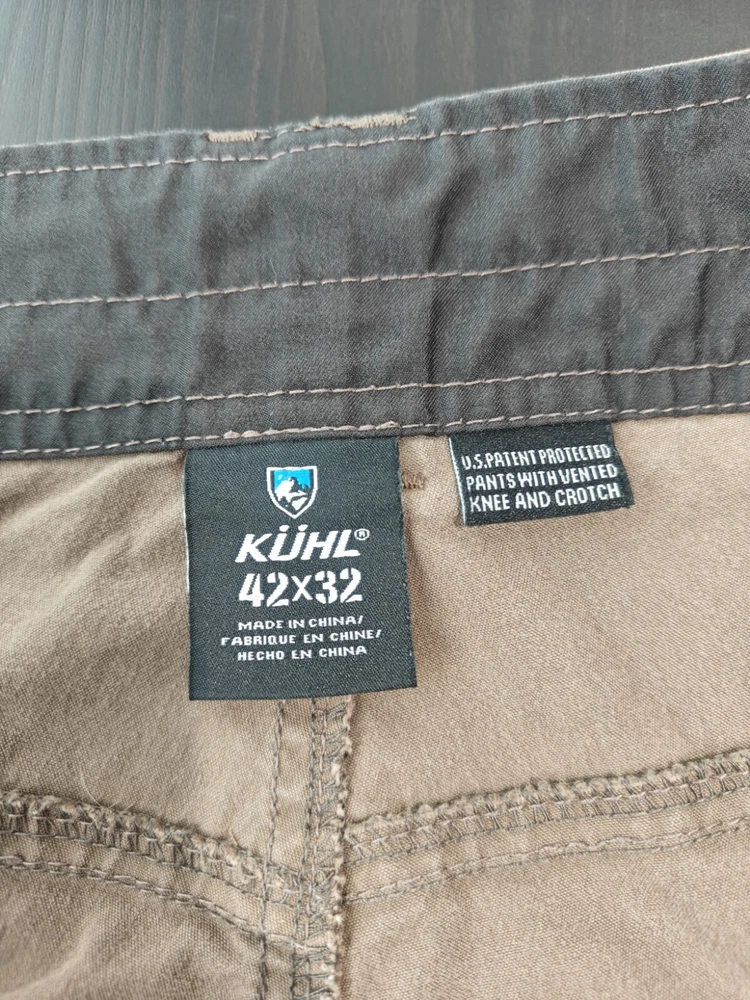 KÜHL®
42X32
MADE IN CHINA/
FABRIQUE EN CHINE/
HECHO EN CHINA
U.S.PATENT PROTECTED
PANTS WITH VENTED
KNEE AND CROTCH